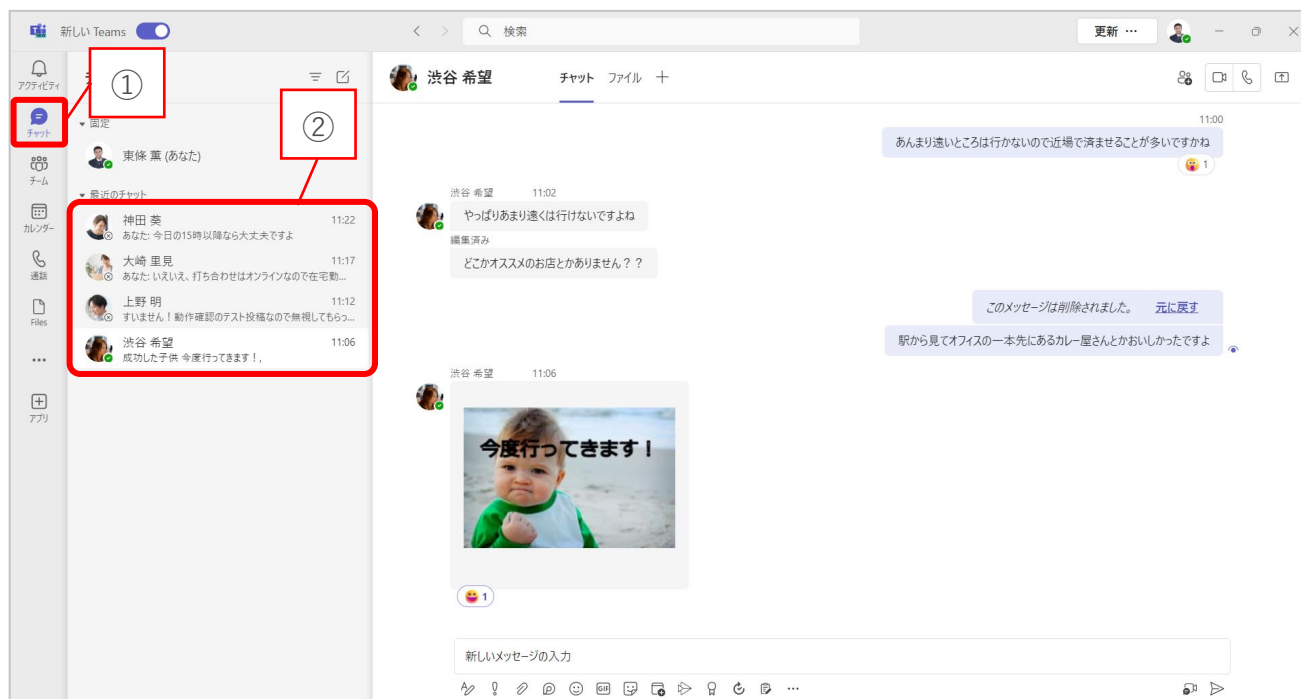 新しい Teams
検索
更新 …
アクティビティ
①
渋谷 希望
チャット ファイル
チャット
固定
②
11:00
あんまり遠いところは行かないので近場で済ませることが多いですかね
1
東條 薫 (あなた)
チーム
最近のチャット
渋谷 希望 11:02
やっぱりあまり遠くは行けないですよね
神田 葵 11:22
あなた: 今日の15時以降なら大丈夫ですよ
カレンダー
編集済み
どこかオススメのお店とかありません？？
大崎 里見 11:17
あなた: いえいえ、打ち合わせはオンラインなので在宅勤...
通話
上野 明 11:12
すいません！動作確認のテスト投稿なので無視してもらっ...
Files
このメッセージは削除されました。 元に戻す
渋谷 希望 11:06
成功した子供 今度行ってきます！,
駅から見てオフィスの一本先にあるカレー屋さんとかおいしかったですよ
渋谷 希望 11:06
アプリ
今度行ってきます！
1
新しいメッセージの入力
GIF